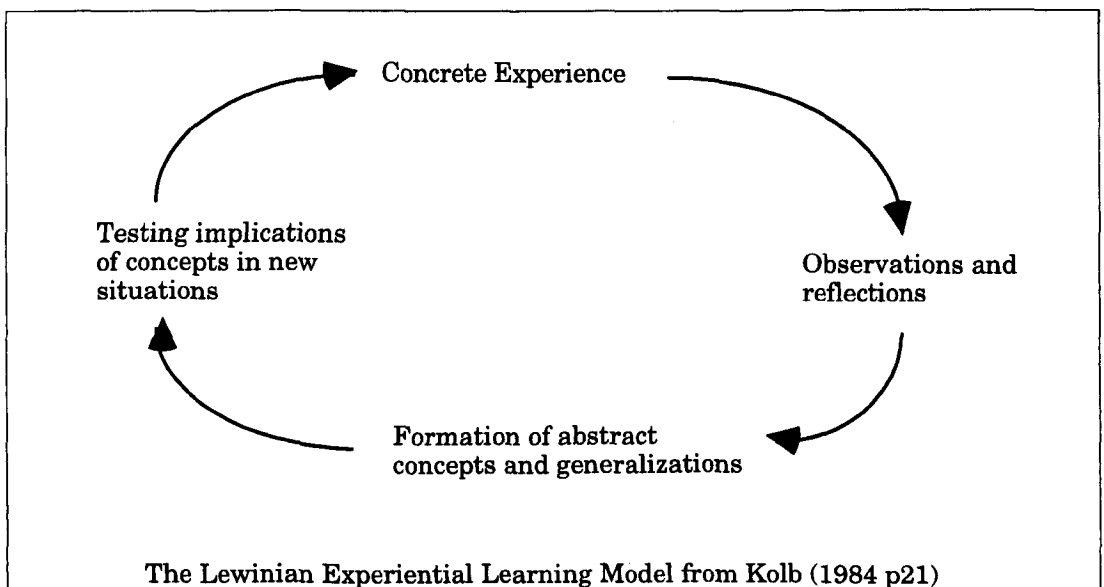 Concrete Experience
Testing implications
of concepts in new
situations
Observations and
reflections
Formation of abstract
concepts and generalizations
The Lewinian Experiential Learning Model from Kolb (1984 p21)